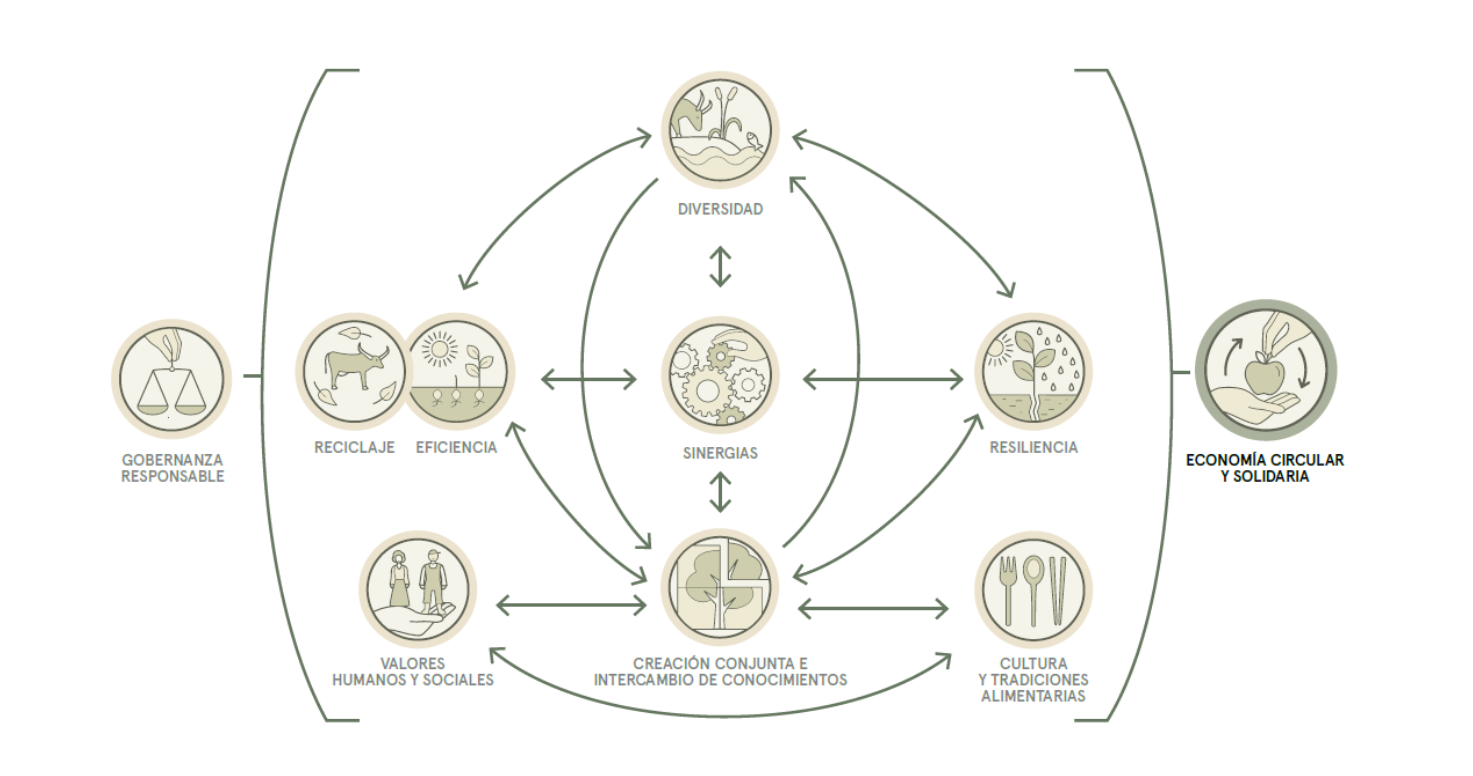 DIVERSIDAD
GOBERNANZA
RESPONSABLE
RECICLAJE
EFICIENCIA
SINERGIAS
RESILIENCIA
ECONOMÍA CIRCULAR
Y SOLIDARIA
VALORES
HUMANOS Y SOCIALES
CREACIÓN CONJUNTA E
INTERCAMBIO DE CONOCIMIENTOS
CULTURA
Y TRADICIONES
ALIMENTARIAS